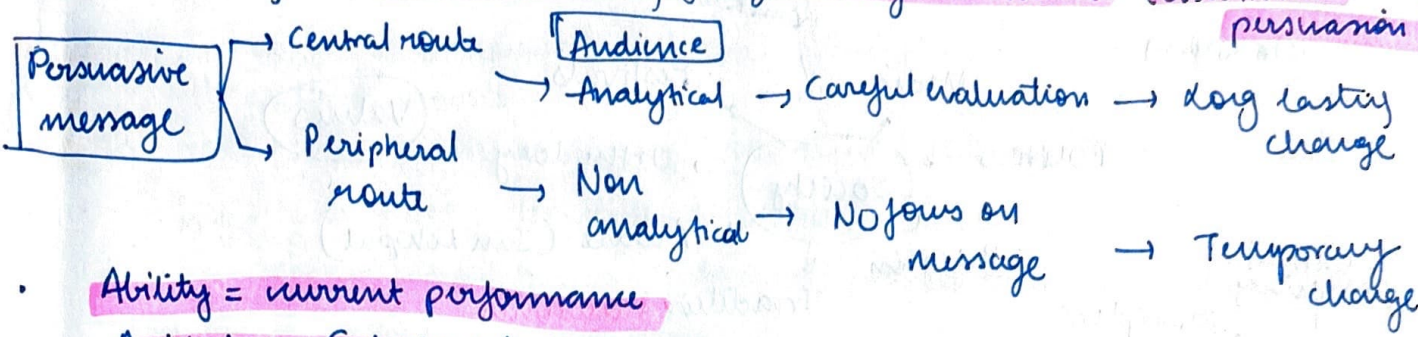 persuasion
Persuasive message
→ Central route → Audience Analytical → Careful evaluation → Long lasting change
→ Peripheral route → Non analytical → No focus on message → Temporary change
• Ability = current performance